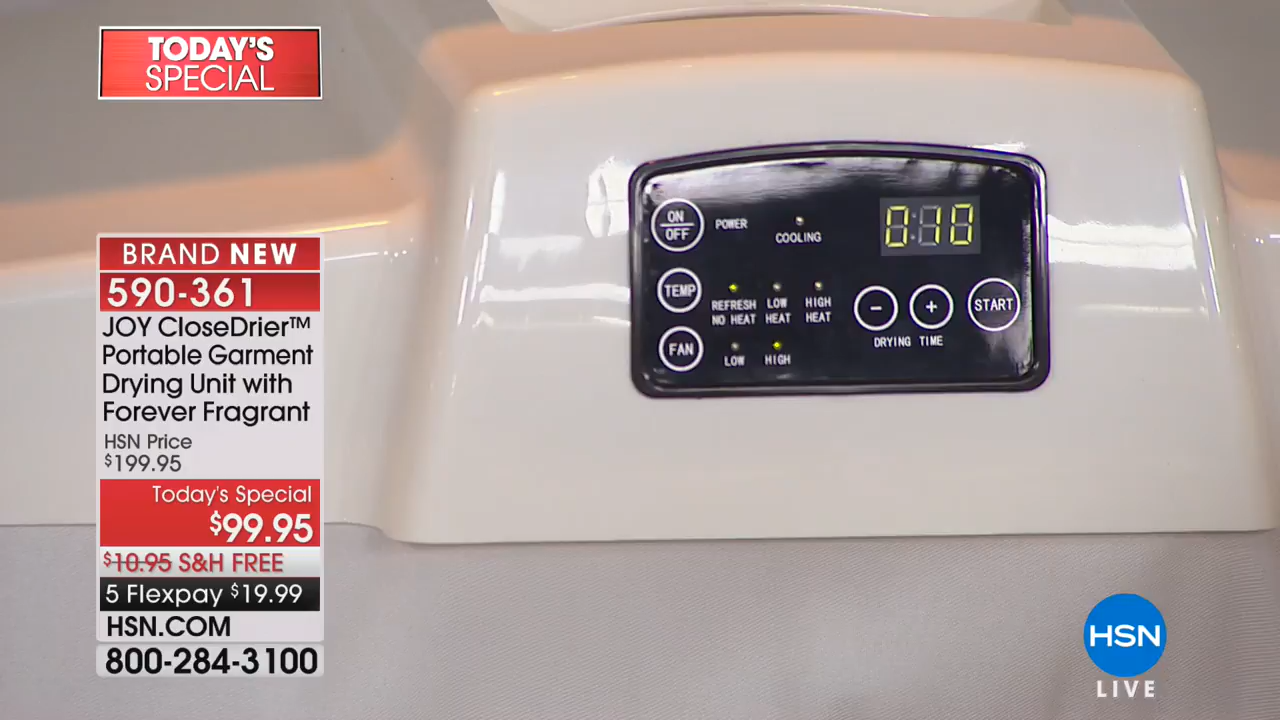 TODAY'S
SPECIAL
BRAND NEW
590-361
JOY CloseDrier™
Portable Garment
Drying Unit with
Forever Fragrant
HSN Price
$199.95
Today's Special
$99.95
$10.95 S&H FREE
5 Flexpay $19.99
HSN.COM
800-284-3100
ON
OFF
POWER
COOLING
0:10
TEMP
REFRESH
NO HEAT
LOW
HEAT
HIGH
HEAT
-
+
START
DRYING TIME
FAN
LOW
HIGH
HSN
LIVE